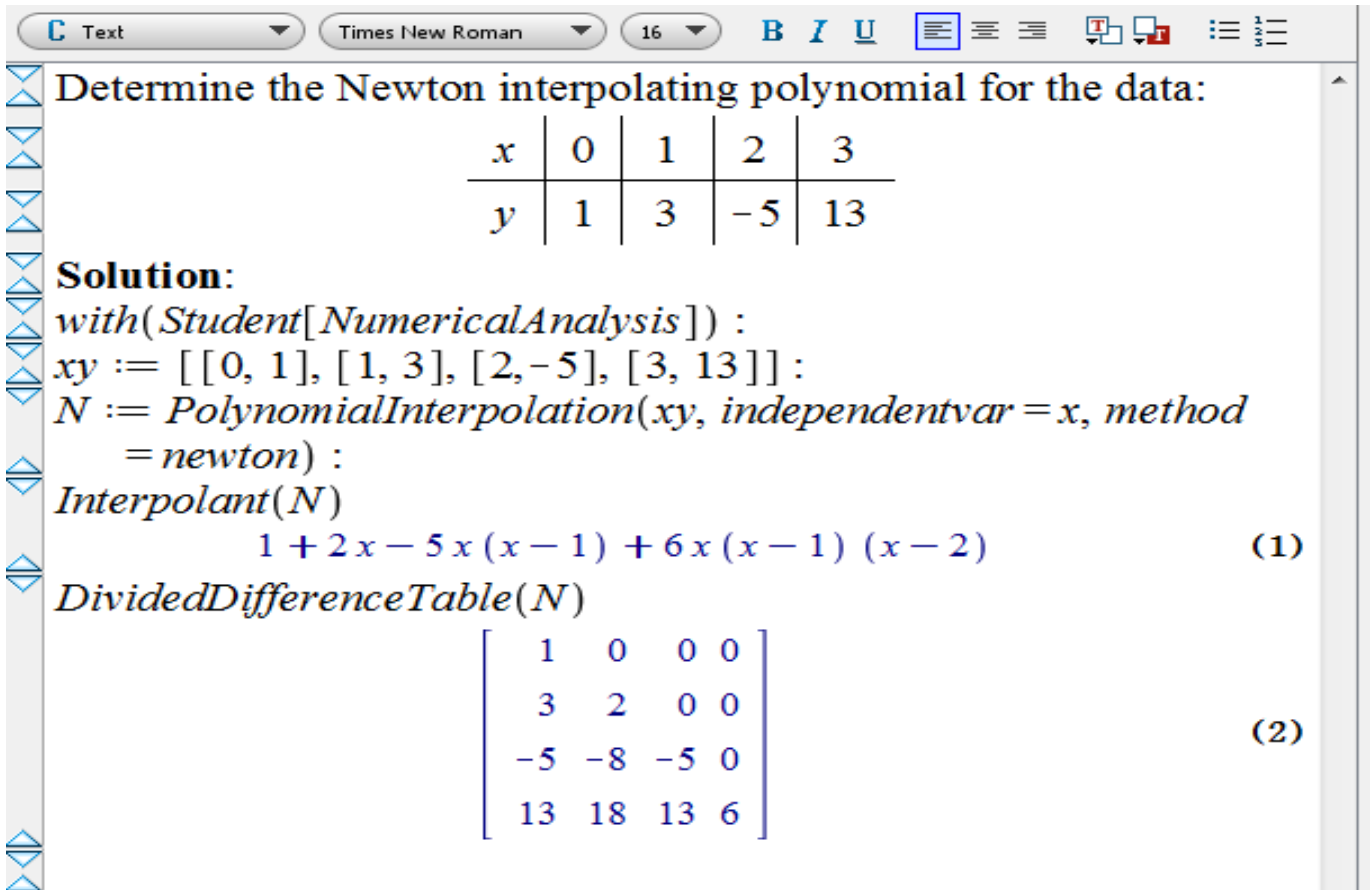 C Text Times New Roman 16 B I U
Determine the Newton interpolating polynomial for the data:
x 0 1 2 3
y 1 3 −5 13
Solution:
with(Student[NumericalAnalysis]) :
xy := [[0, 1], [1, 3], [2,−5], [3, 13]] :
N := PolynomialInterpolation(xy, independentvar = x, method
= newton) :
Interpolant(N)
1 + 2 x − 5 x (x − 1) + 6 x (x − 1) (x − 2) (1)
DividedDifferenceTable(N)
1 0 0 0
3 2 0 0
−5 −8 −5 0
13 18 13 6
(2)